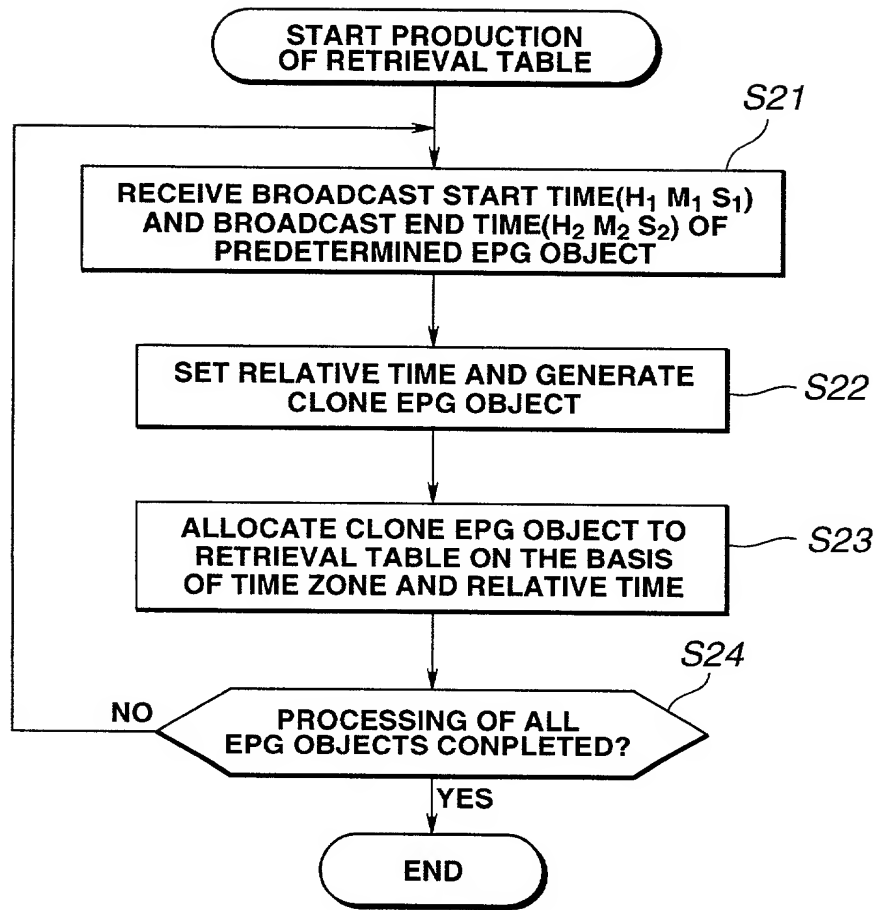 START PRODUCTION
OF RETRIEVAL TABLE
S21
RECEIVE BROADCAST START TIME(H₁ M₁ S₁)
AND BROADCAST END TIME(H₂ M₂ S₂) OF
PREDETERMINED EPG OBJECT
SET RELATIVE TIME AND GENERATE
CLONE EPG OBJECT
S22
ALLOCATE CLONE EPG OBJECT TO
RETRIEVAL TABLE ON THE BASIS
OF TIME ZONE AND RELATIVE TIME
S23
S24
NO
PROCESSING OF ALL
EPG OBJECTS CONPLETED?
YES
END